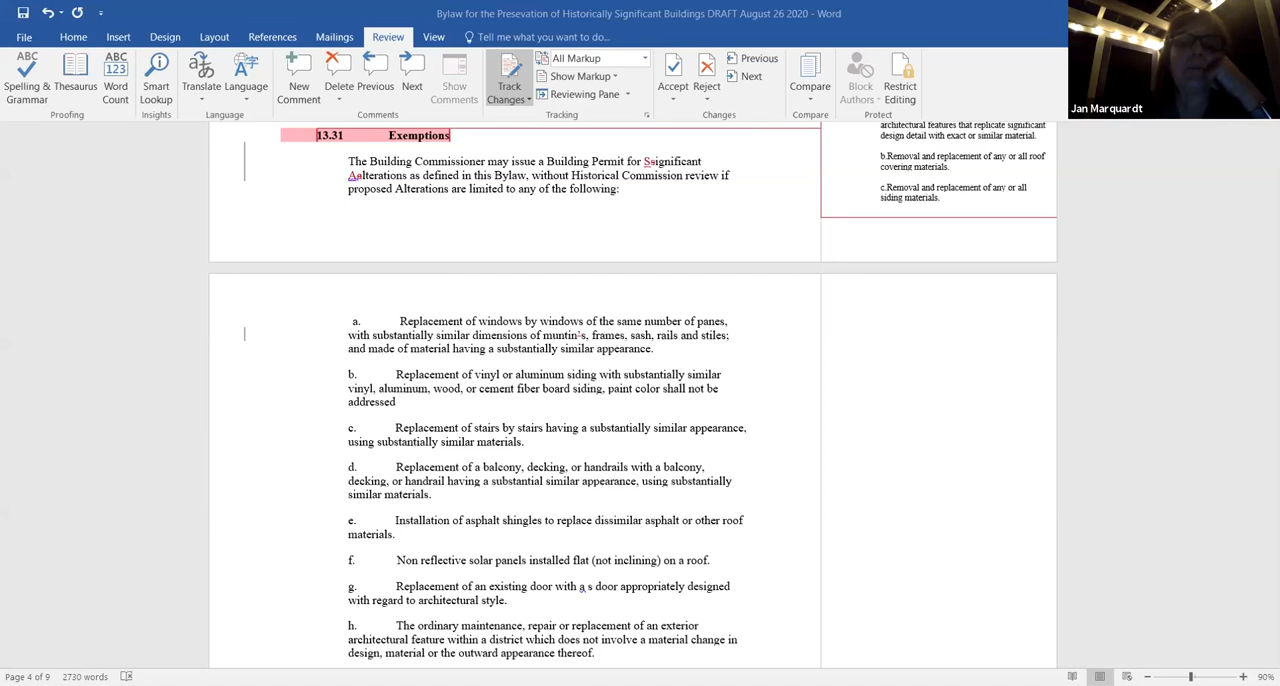 Bylaw for the Presevation of Historically Significant Buildings DRAFT August 26 2020 - Word
File Home Insert Design Layout References Mailings Review View Tell me what you want to do...
ABC Spelling & Grammar
Thesaurus
ABC 123 Word Count
Proofing
Smart Lookup
Insights
Translate
Language
Language
New Comment
Delete
Previous
Next
Show Comments
Comments
Track Changes
All Markup
Show Markup
Reviewing Pane
Tracking
Accept
Reject
Previous
Next
Changes
Compare
Compare
Block Authors
Restrict Editing
Protect
Jan Marquardt
13.31 Exemptions
The Building Commissioner may issue a Building Permit for Ssignificant
Aalterations as defined in this Bylaw, without Historical Commission review if
proposed Alterations are limited to any of the following:
architectural features that replicate significant
design detail with exact or similar material.
b.Removal and replacement of any or all roof
covering materials.
c.Removal and replacement of any or all
siding materials.
a. Replacement of windows by windows of the same number of panes,
with substantially similar dimensions of muntin's, frames, sash, rails and stiles;
and made of material having a substantially similar appearance.
b. Replacement of vinyl or aluminum siding with substantially similar
vinyl, aluminum, wood, or cement fiber board siding, paint color shall not be
addressed
c. Replacement of stairs by stairs having a substantially similar appearance,
using substantially similar materials.
d. Replacement of a balcony, decking, or handrails with a balcony,
decking, or handrail having a substantial similar appearance, using substantially
similar materials.
e. Installation of asphalt shingles to replace dissimilar asphalt or other roof
materials.
f. Non reflective solar panels installed flat (not inclining) on a roof.
g. Replacement of an existing door with a s door appropriately designed
with regard to architectural style.
h. The ordinary maintenance, repair or replacement of an exterior
architectural feature within a district which does not involve a material change in
design, material or the outward appearance thereof.
Page 4 of 9 2730 words
90%